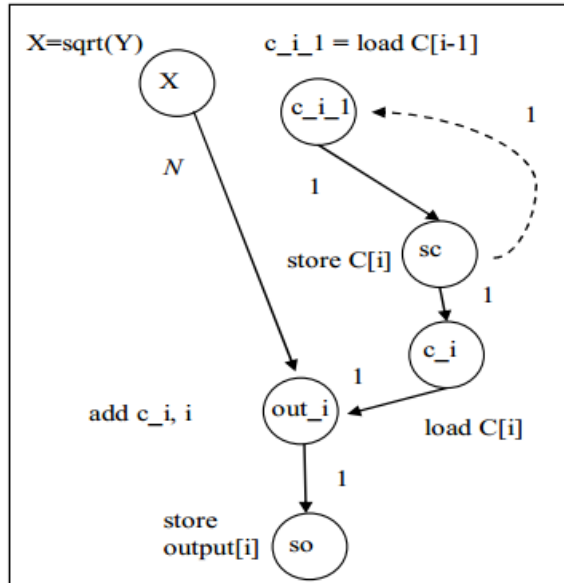 X=sqrt(Y)
c_i_1 = load C[i-1]
X
c_i_1
1
N
1
sc
store C[i]
1
c_i
1
add c_i, i
out_i
load C[i]
1
store
output[i]
so